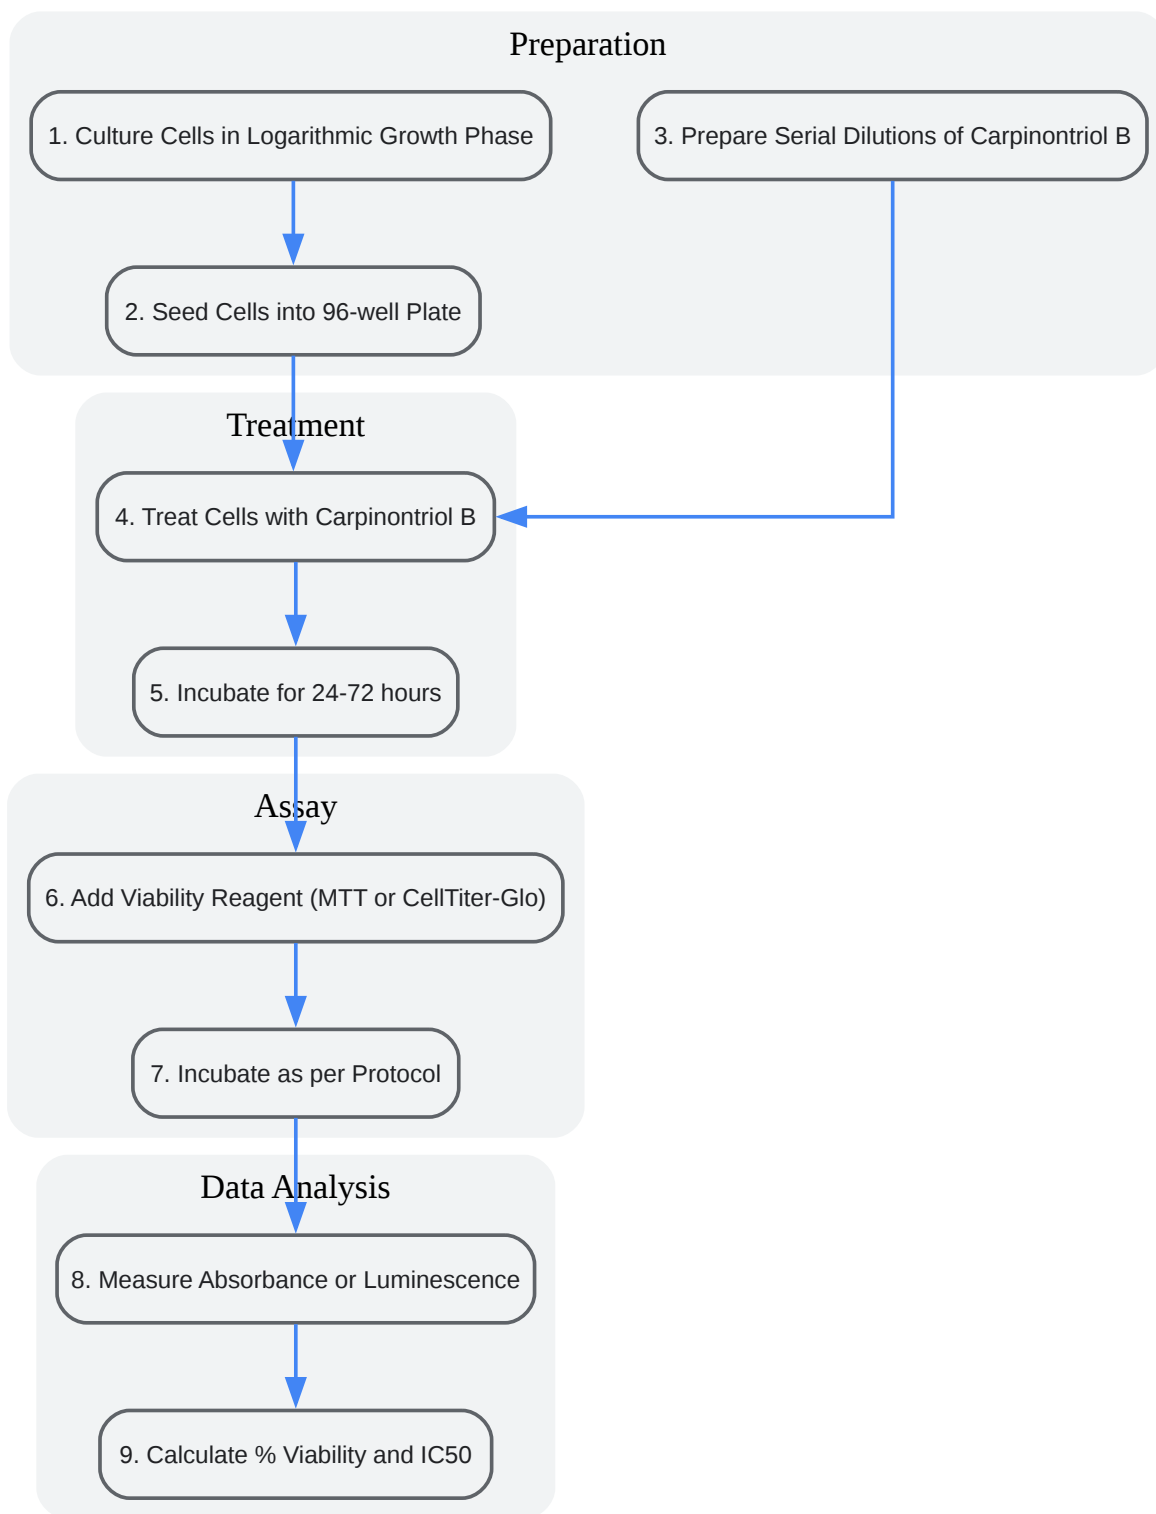 Preparation
1. Culture Cells in Logarithmic Growth Phase
3. Prepare Serial Dilutions of Carpinontriol B
2. Seed Cells into 96-well Plate
Treatment
4. Treat Cells with Carpinontriol B
5. Incubate for 24-72 hours
Assay
6. Add Viability Reagent (MTT or CellTiter-Glo)
7. Incubate as per Protocol
Data Analysis
8. Measure Absorbance or Luminescence
9. Calculate % Viability and IC50